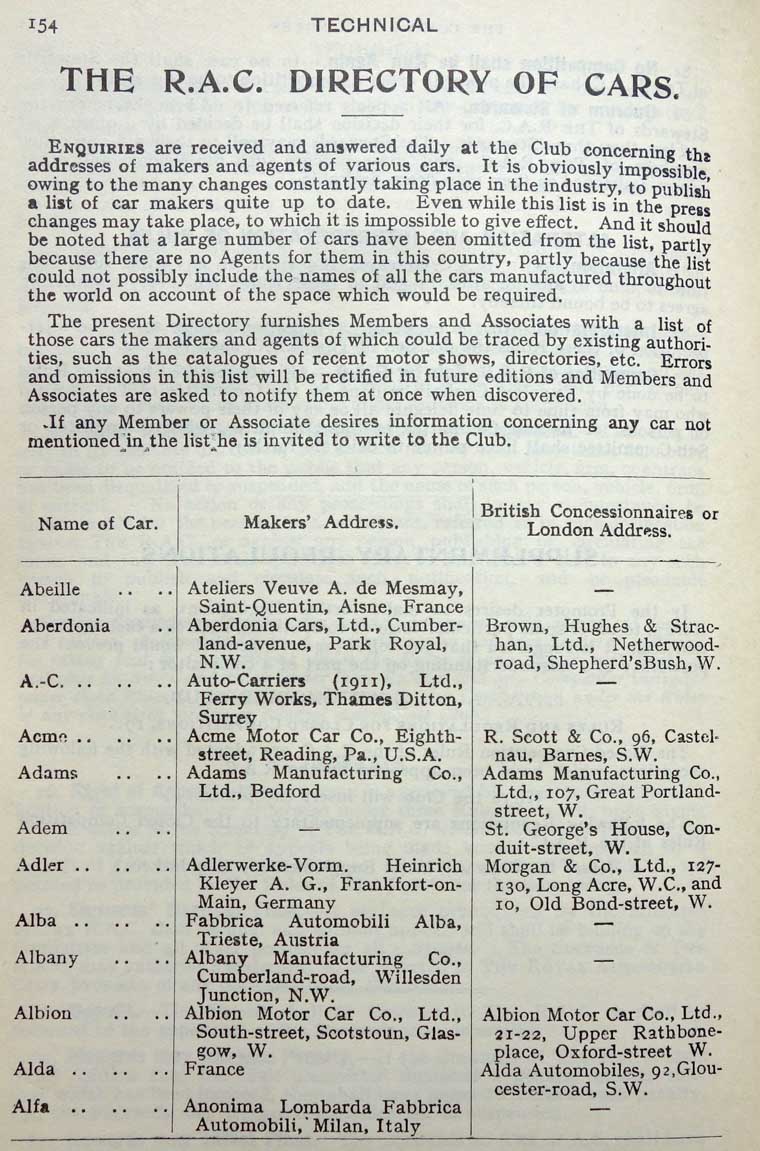 154 TECHNICAL
THE R.A.C. DIRECTORY OF CARS.
ENQUIRIES are received and answered daily at the Club concerning the
addresses of makers and agents of various cars. It is obviously impossible,
owing to the many changes constantly taking place in the industry, to publish
a list of car makers quite up to date. Even while this list is in the press
changes may take place, to which it is impossible to give effect. And it should
be noted that a large number of cars have been omitted from the list, partly
because there are no Agents for them in this country, partly because the list
could not possibly include the names of all the cars manufactured throughout
the world on account of the space which would be required.
The present Directory furnishes Members and Associates with a list of
those cars the makers and agents of which could be traced by existing authori-
ties, such as the catalogues of recent motor shows, directories, etc. Errors
and omissions in this list will be rectified in future editions and Members and
Associates are asked to notify them at once when discovered.
If any Member or Associate desires information concerning any car not
mentioned in the list he is invited to write to the Club.
Name of Car. Makers' Address. British Concessionnaires or
London Address.
Abeille .. .. Ateliers Veuve A. de Mesmay, —
Saint-Quentin, Aisne, France
Aberdonia .. Aberdonia Cars, Ltd., Cumber- Brown, Hughes & Strac-
land-avenue, Park Royal, han, Ltd., Netherwood-
N.W. road, Shepherd'sBush, W.
A.-C. .. .. .. Auto-Carriers (1911), Ltd., —
Ferry Works, Thames Ditton,
Surrey
Acme .. .. .. Acme Motor Car Co., Eighth- R. Scott & Co., 96, Castel-
street, Reading, Pa., U.S.A. nau, Barnes, S.W.
Adams .. .. Adams Manufacturing Co., Adams Manufacturing Co.,
Ltd., Bedford Ltd., 107, Great Portland-
street, W.
Adem .. .. — St. George's House, Con-
duit-street, W.
Adler .. .. .. Adlerwerke-Vorm. Heinrich Morgan & Co., Ltd., 127-
Kleyer A. G., Frankfort-on- 130, Long Acre, W.C., and
Main, Germany 10, Old Bond-street, W.
Alba .. .. .. Fabbrica Automobili Alba, —
Trieste, Austria
Albany .. .. Albany Manufacturing Co., —
Cumberland-road, Willesden
Junction, N.W.
Albion .. .. Albion Motor Car Co., Ltd., Albion Motor Car Co., Ltd.,
South-street, Scotstoun, Glas- 21-22, Upper Rathbone-
gow, W. place, Oxford-street W.
Alda .. .. .. France Alda Automobiles, 92,Glou-
cester-road, S.W.
Alfa .. .. .. Anonima Lombarda Fabbrica —
Automobili, Milan, Italy